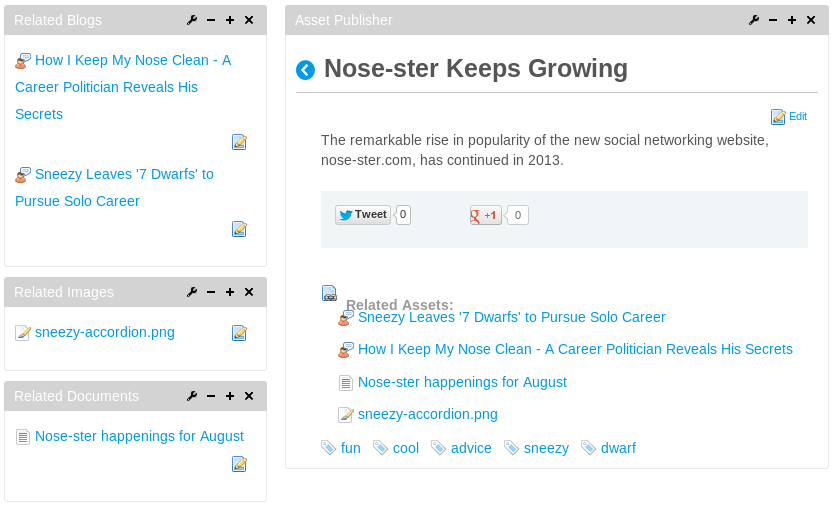 Related Blogs
How I Keep My Nose Clean - A
Career Politician Reveals His
Secrets
Sneezy Leaves '7 Dwarfs' to
Pursue Solo Career
Related Images
sneezy-accordion.png
Related Documents
Nose-ster happenings for August
Asset Publisher
Nose-ster Keeps Growing
Edit
The remarkable rise in popularity of the new social networking website,
nose-ster.com, has continued in 2013.
Tweet 0 g +1 0
Related Assets:
Sneezy Leaves '7 Dwarfs' to Pursue Solo Career
How I Keep My Nose Clean - A Career Politician Reveals His Secrets
Nose-ster happenings for August
sneezy-accordion.png
fun cool advice sneezy dwarf